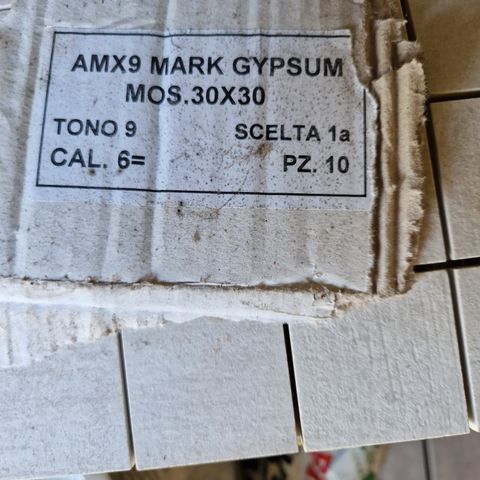 AMX9 MARK GYPSUM
MOS.30X30
TONO 9 SCELTA 1a
CAL. 6= PZ. 10